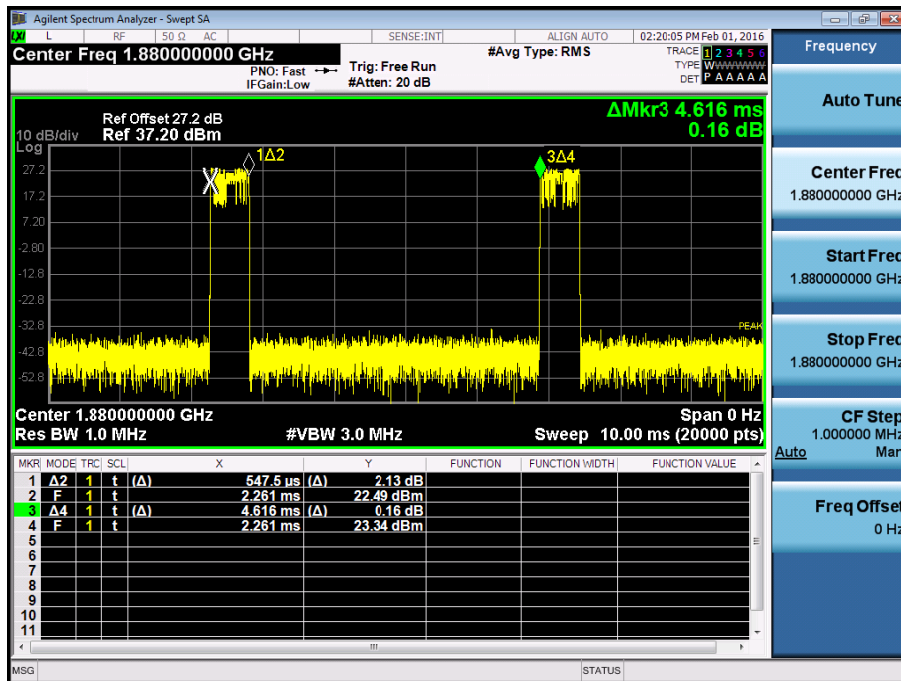 Agilent Spectrum Analyzer - Swept SA
LXI L RF 50 Ω AC SENSE:INT ALIGN AUTO 02:20:05 PM Feb 01, 2016
Center Freq 1.880000000 GHz
PNO: Fast
IFGain:Low
Trig: Free Run
#Atten: 20 dB
#Avg Type: RMS
TRACE 1 2 3 4 5 6
TYPE W
DET P A A A A A
Frequency
Auto Tune
Center Freq
1.880000000 GHz
Start Freq
1.880000000 GHz
Stop Freq
1.880000000 GHz
CF Step
1.000000 MHz
Auto Man
Freq Offset
0 Hz
ΔMkr3 4.616 ms
0.16 dB
Ref Offset 27.2 dB
10 dB/div Ref 37.20 dBm
Log
27.2
17.2
7.20
-2.80
-12.8
-22.8
-32.8
-42.8
-52.8
1Δ2
3Δ4
X
PEAK
Center 1.880000000 GHz Span 0 Hz
Res BW 1.0 MHz #VBW 3.0 MHz Sweep 10.00 ms (20000 pts)
MKR MODE TRC SCL X Y FUNCTION FUNCTION WIDTH FUNCTION VALUE
1 Δ2 1 t (Δ) 547.5 µs (Δ) 2.13 dB
2 F 1 t 2.261 ms 22.49 dBm
3 Δ4 1 t (Δ) 4.616 ms (Δ) 0.16 dB
4 F 1 t 2.261 ms 23.34 dBm
5
6
7
8
9
10
11
MSG STATUS